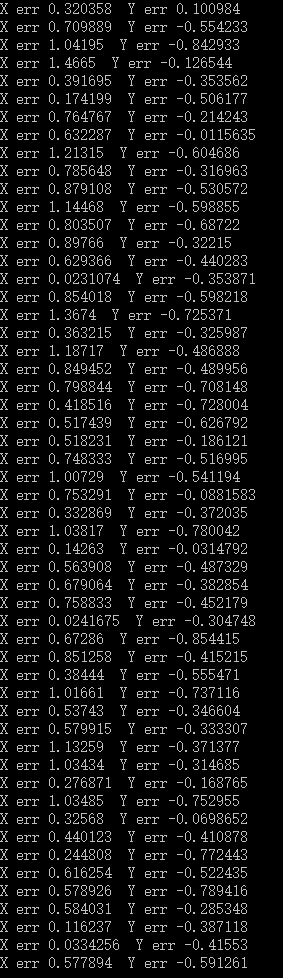 X err 0.320358  Y err 0.100984
X err 0.709889  Y err -0.554233
X err 1.04195  Y err -0.842933
X err 1.4665  Y err -0.126544
X err 0.391695  Y err -0.353562
X err 0.174199  Y err -0.506177
X err 0.764767  Y err -0.214243
X err 0.632287  Y err -0.0115635
X err 1.21315  Y err -0.604686
X err 0.785648  Y err -0.316963
X err 0.879108  Y err -0.530572
X err 1.14468  Y err -0.598855
X err 0.803507  Y err -0.68722
X err 0.89766  Y err -0.32215
X err 0.629366  Y err -0.440283
X err 0.0231074  Y err -0.353871
X err 0.854018  Y err -0.598218
X err 1.3674  Y err -0.725371
X err 0.363215  Y err -0.325987
X err 1.18717  Y err -0.486888
X err 0.849452  Y err -0.489956
X err 0.798844  Y err -0.708148
X err 0.418516  Y err -0.728004
X err 0.517439  Y err -0.626792
X err 0.518231  Y err -0.186121
X err 0.748333  Y err -0.516995
X err 1.00729  Y err -0.541194
X err 0.753291  Y err -0.0881583
X err 0.332869  Y err -0.372035
X err 1.03817  Y err -0.780042
X err 0.14263  Y err -0.0314792
X err 0.563908  Y err -0.487329
X err 0.679064  Y err -0.382854
X err 0.758833  Y err -0.452179
X err 0.0241675  Y err -0.304748
X err 0.67286  Y err -0.854415
X err 0.851258  Y err -0.415215
X err 0.38444  Y err -0.555471
X err 1.01661  Y err -0.737116
X err 0.53743  Y err -0.346604
X err 0.579915  Y err -0.333307
X err 1.13259  Y err -0.371377
X err 1.03434  Y err -0.314685
X err 0.276871  Y err -0.168765
X err 1.03485  Y err -0.752955
X err 0.32568  Y err -0.0698652
X err 0.440123  Y err -0.410878
X err 0.244808  Y err -0.772443
X err 0.616254  Y err -0.522435
X err 0.578926  Y err -0.789416
X err 0.584031  Y err -0.285348
X err 0.116237  Y err -0.387118
X err 0.0334256  Y err -0.41553
X err 0.577894  Y err -0.591261